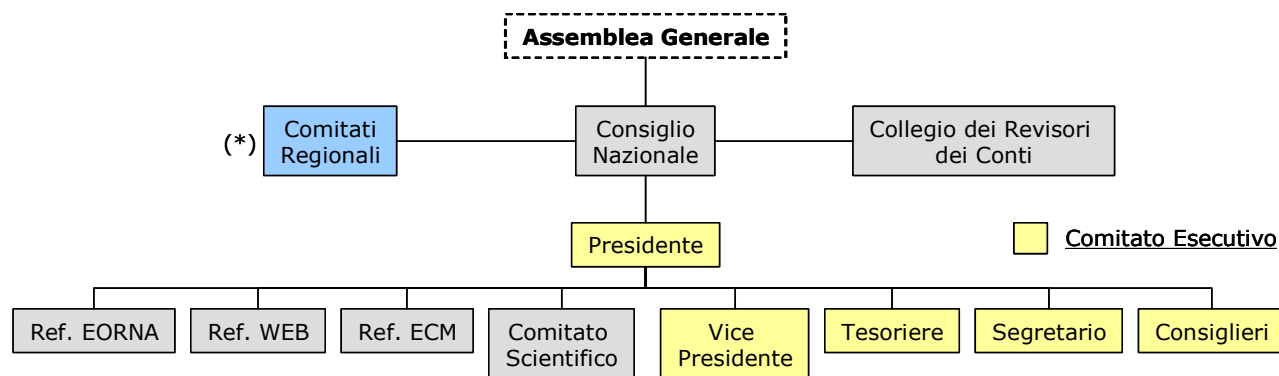 Assemblea Generale
(*)
Comitati
Regionali
Consiglio
Nazionale
Collegio dei Revisori
dei Conti
Presidente
Comitato Esecutivo
Ref. EORNA
Ref. WEB
Ref. ECM
Comitato
Scientifico
Vice
Presidente
Tesoriere
Segretario
Consiglieri